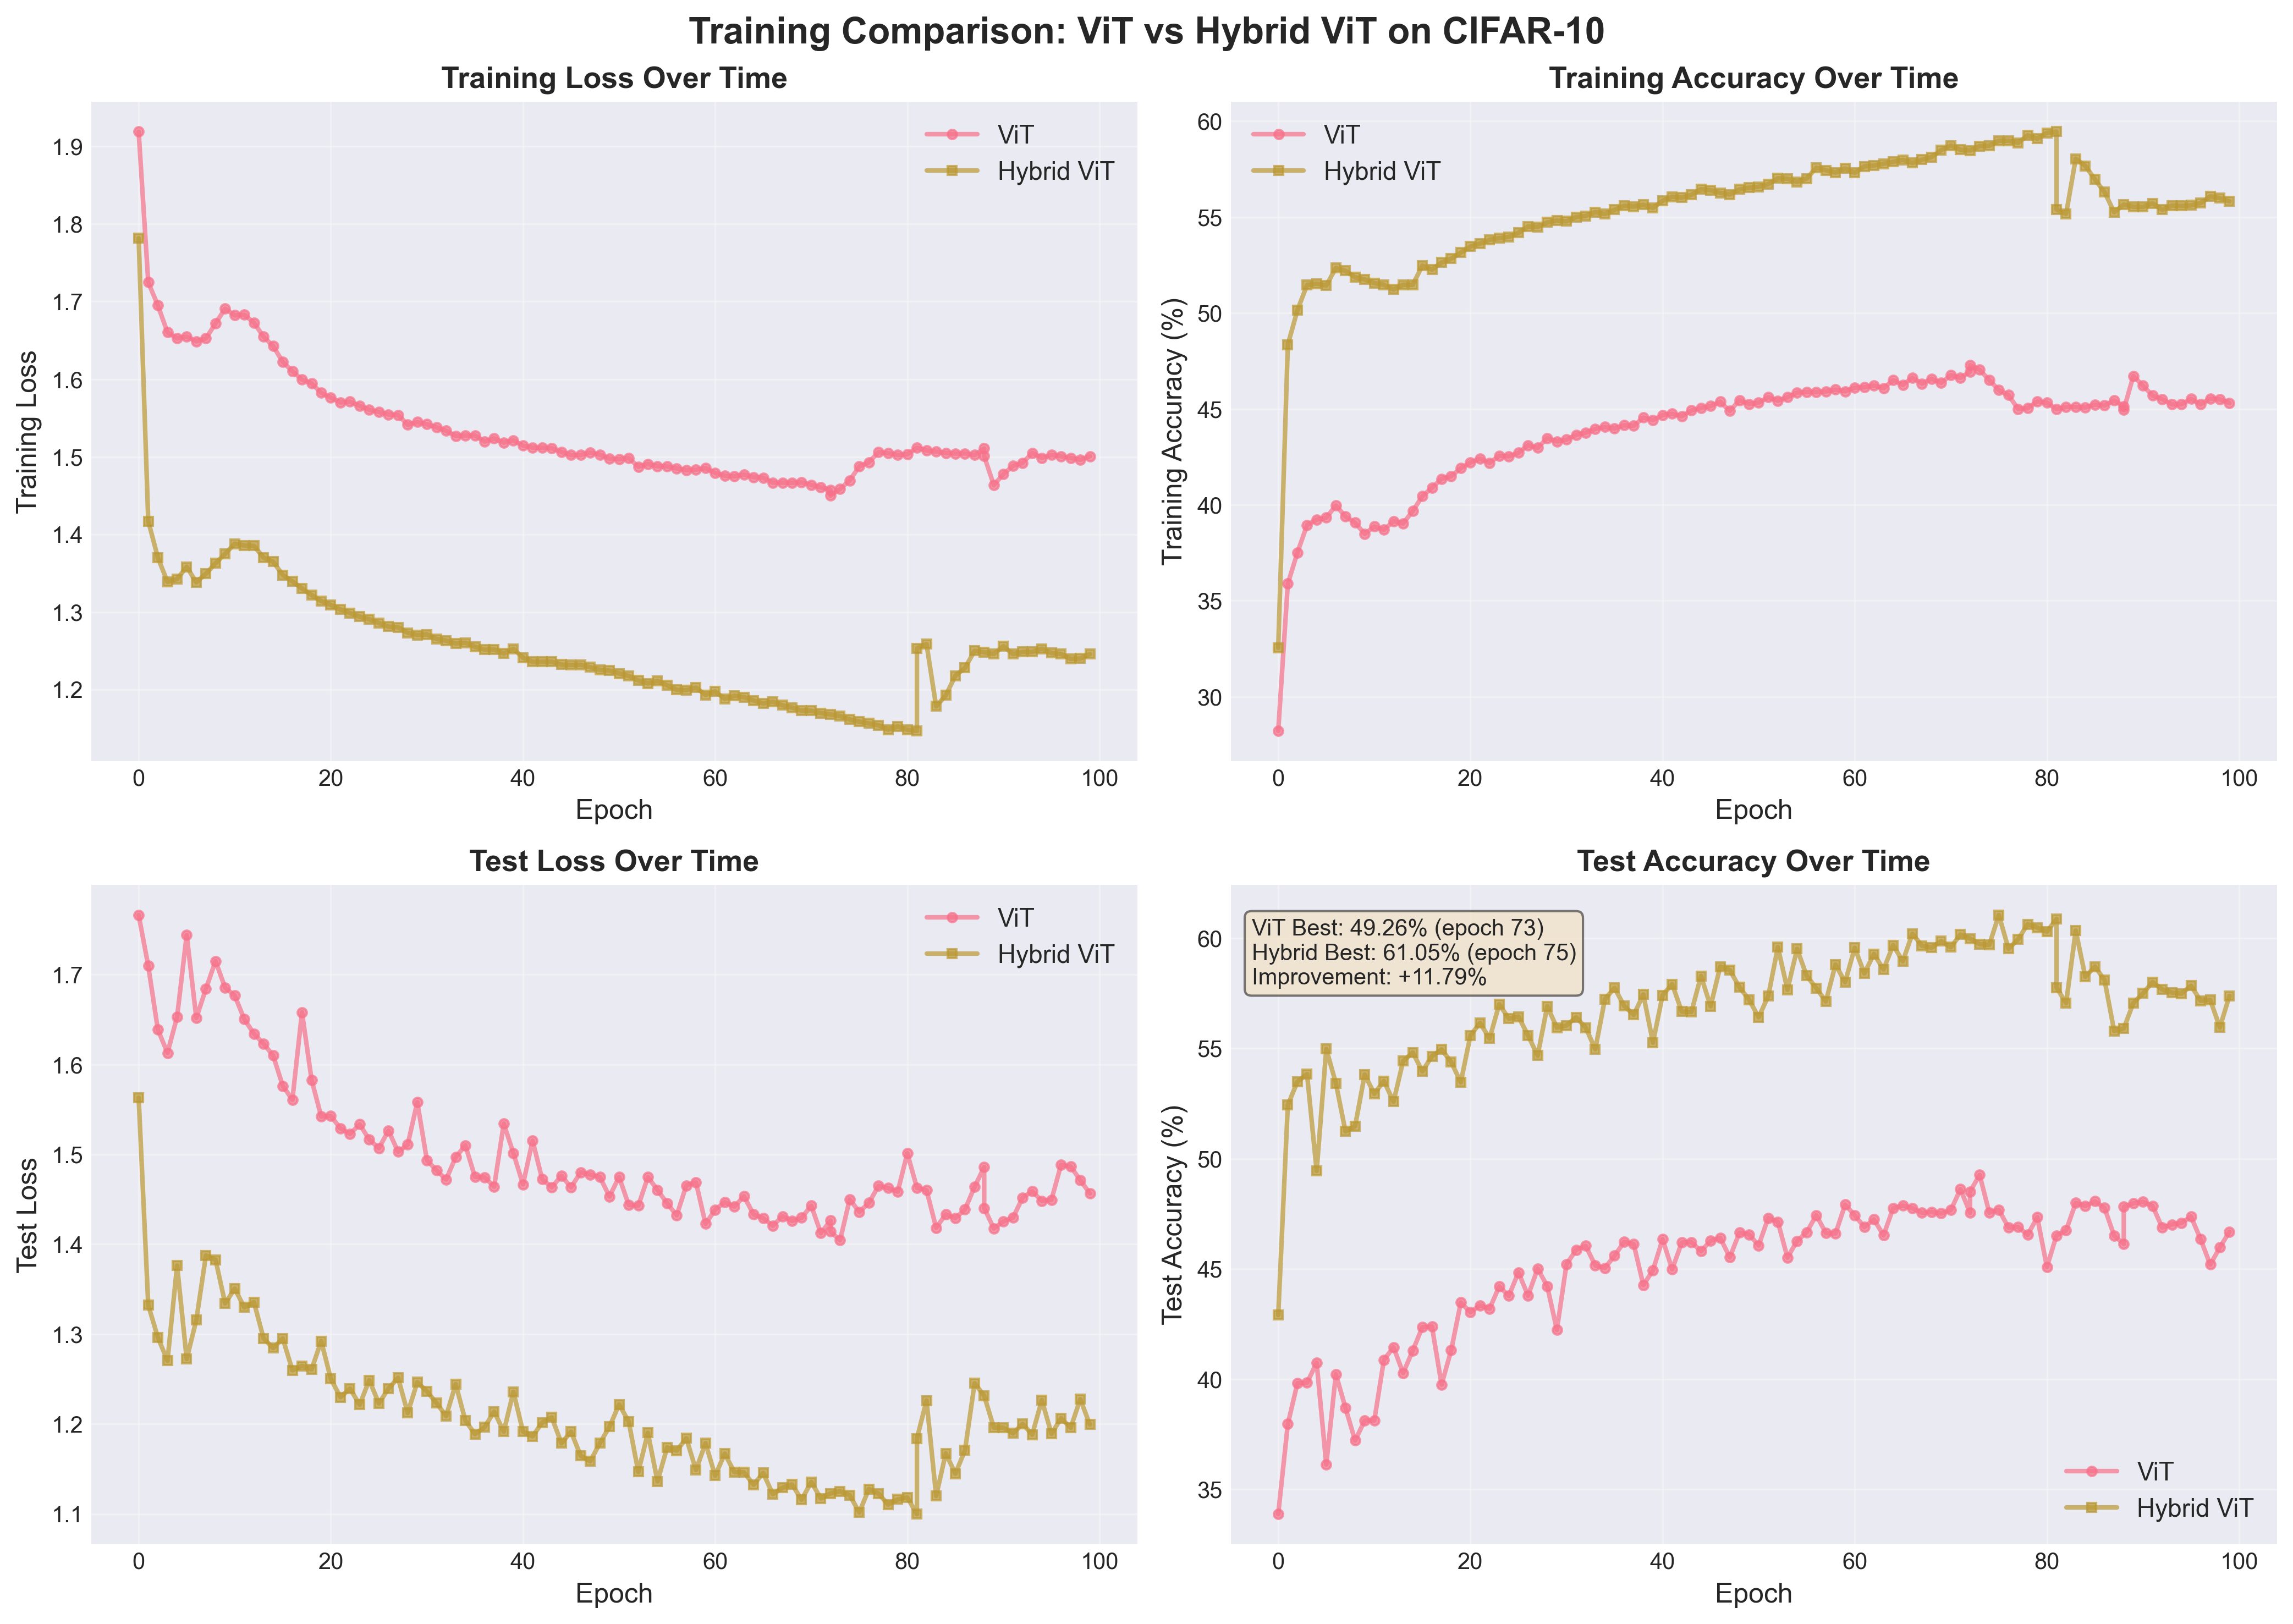 Training Comparison: ViT vs Hybrid ViT on CIFAR-10
Training Loss Over Time
ViT
Hybrid ViT
1.9
1.8
1.7
1.6
1.5
1.4
1.3
1.2
Training Loss
0 20 40 60 80 100
Epoch
Training Accuracy Over Time
ViT
Hybrid ViT
60
55
50
45
40
35
30
Training Accuracy (%)
0 20 40 60 80 100
Epoch
Test Loss Over Time
ViT
Hybrid ViT
1.7
1.6
1.5
1.4
1.3
1.2
1.1
Test Loss
0 20 40 60 80 100
Epoch
Test Accuracy Over Time
ViT Best: 49.26% (epoch 73)
Hybrid Best: 61.05% (epoch 75)
Improvement: +11.79%
60
55
50
45
40
35
Test Accuracy (%)
ViT
Hybrid ViT
0 20 40 60 80 100
Epoch